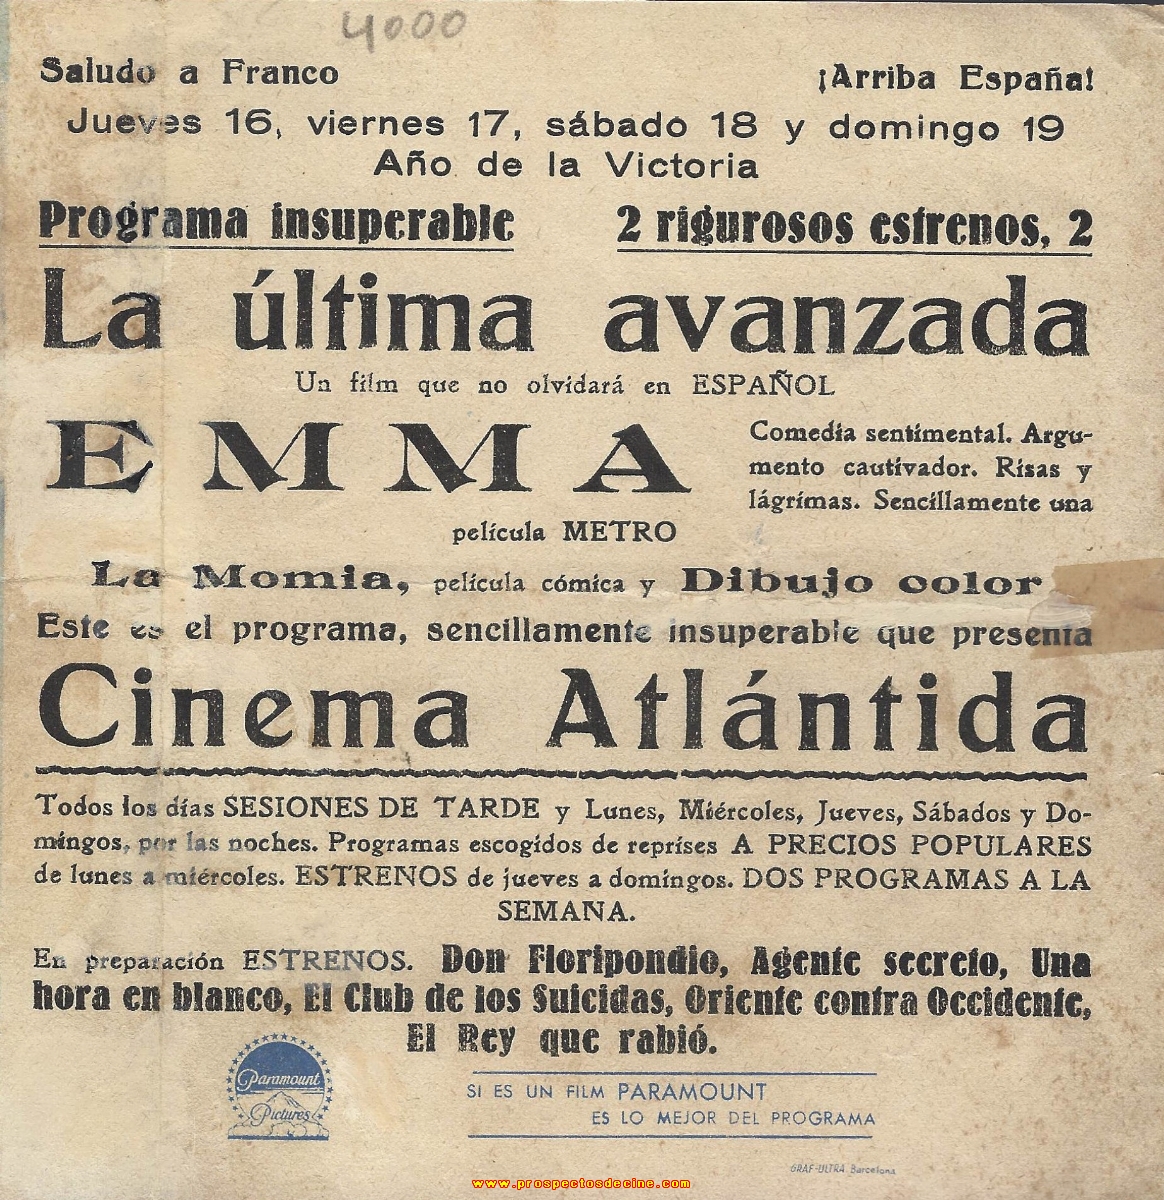 4000
Saludo a Franco ¡Arriba España!
Jueves 16, viernes 17, sábado 18 y domingo 19
Año de la Victoria
Programa insuperable 2 rigurosos estrenos, 2
La última avanzada
Un film que no olvidará en ESPAÑOL
EMMA
Comedia sentimental. Argu-
mento cautivador. Risas y
lágrimas. Sencillamente una
película METRO
La Momia, película cómica y Dibujo color
Este es el programa, sencillamente insuperable que presenta
Cinema Atlántida
Todos los días SESIONES DE TARDE y Lunes, Miércoles, Jueves, Sábados y Do-
mingos, por las noches. Programas escogidos de reprises A PRECIOS POPULARES
de lunes a miércoles. ESTRENOS de jueves a domingos. DOS PROGRAMAS A LA
SEMANA.
En preparación ESTRENOS. Don Floripondio, Agente secreto, Una
hora en blanco, El Club de los Suicidas, Oriente contra Occidente,
El Rey que rabió.
Paramount
Pictures
SI ES UN FILM PARAMOUNT
ES LO MEJOR DEL PROGRAMA
GRAF-ULTRA Barcelona
www.prospectosdecine.com